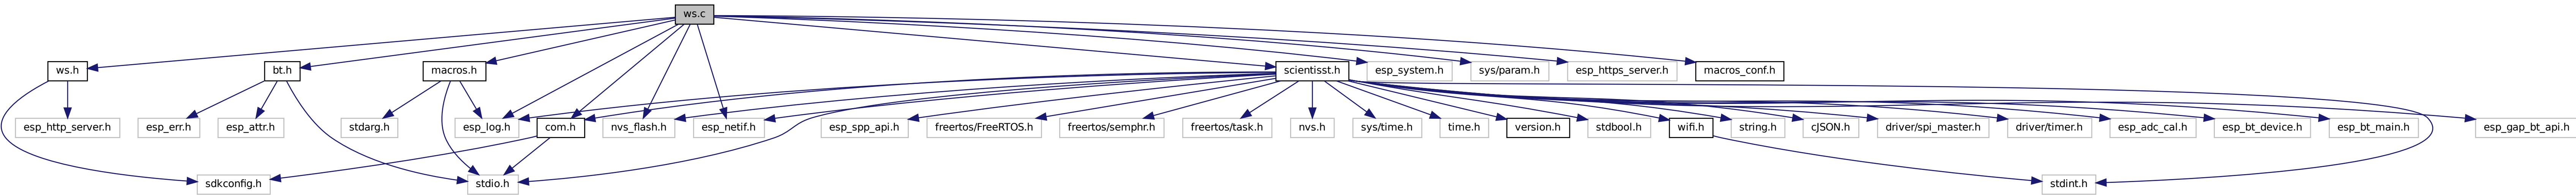 ws.c
ws.h
bt.h
macros.h
scientisst.h
esp_system.h
sys/param.h
esp_https_server.h
macros_conf.h
esp_http_server.h
esp_err.h
esp_attr.h
stdarg.h
esp_log.h
com.h
nvs_flash.h
esp_netif.h
esp_spp_api.h
freertos/FreeRTOS.h
freertos/semphr.h
freertos/task.h
nvs.h
sys/time.h
time.h
version.h
stdbool.h
wifi.h
string.h
cJSON.h
driver/spi_master.h
driver/timer.h
esp_adc_cal.h
esp_bt_device.h
esp_bt_main.h
esp_gap_bt_api.h
sdkconfig.h
stdio.h
stdint.h